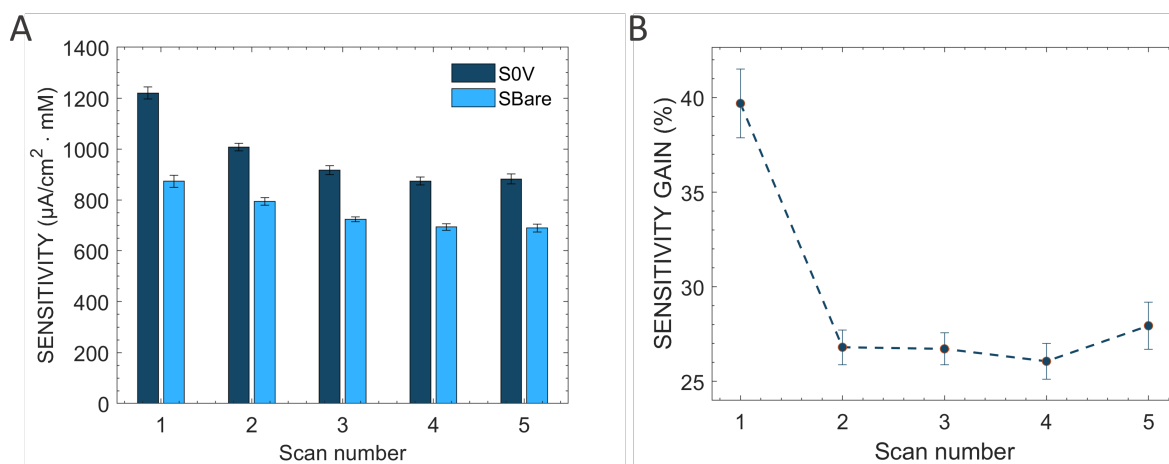 A
SENSITIVITY (µA/cm² · mM)
1400
1200
1000
800
600
400
200
0
S0V
SBare
1 2 3 4 5
Scan number
B
SENSITIVITY GAIN (%)
40
35
30
25
1 2 3 4 5
Scan number